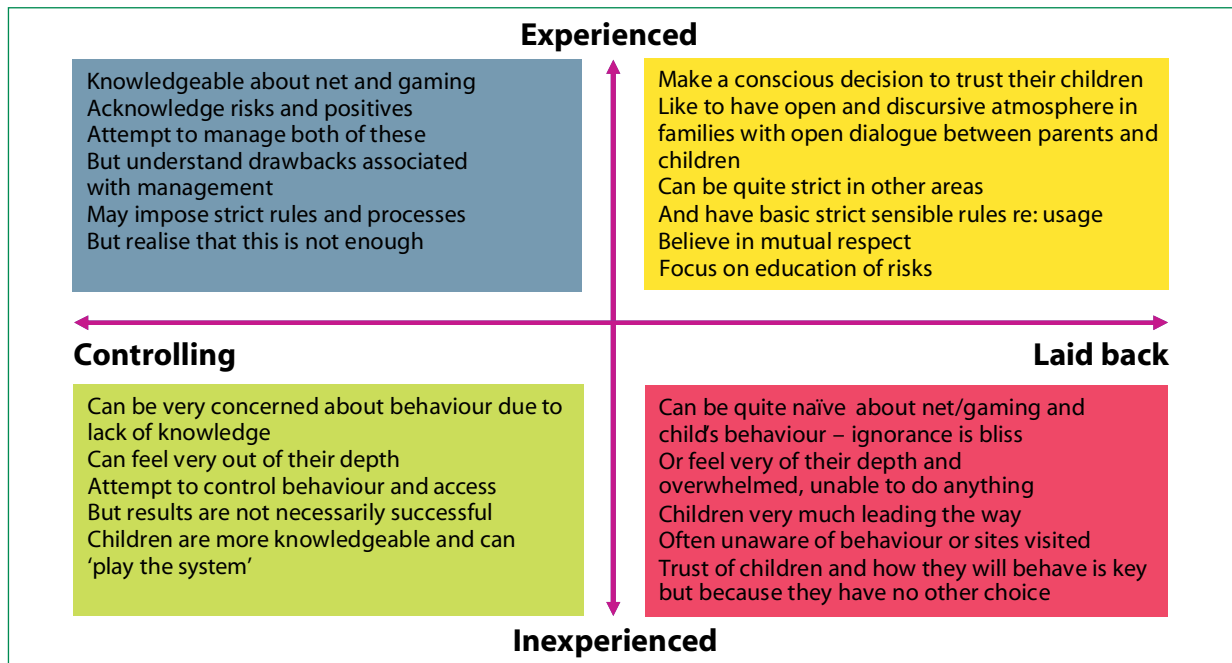 Experienced
Knowledgeable about net and gaming
Acknowledge risks and positives
Attempt to manage both of these
But understand drawbacks associated
with management
May impose strict rules and processes
But realise that this is not enough
Make a conscious decision to trust their children
Like to have open and discursive atmosphere in
families with open dialogue between parents and
children
Can be quite strict in other areas
And have basic strict sensible rules re: usage
Believe in mutual respect
Focus on education of risks
Controlling
Laid back
Can be very concerned about behaviour due to
lack of knowledge
Can feel very out of their depth
Attempt to control behaviour and access
But results are not necessarily successful
Children are more knowledgeable and can
‘play the system’
Can be quite naïve about net/gaming and
child’s behaviour – ignorance is bliss
Or feel very of their depth and
overwhelmed, unable to do anything
Children very much leading the way
Often unaware of behaviour or sites visited
Trust of children and how they will behave is key
but because they have no other choice
Inexperienced